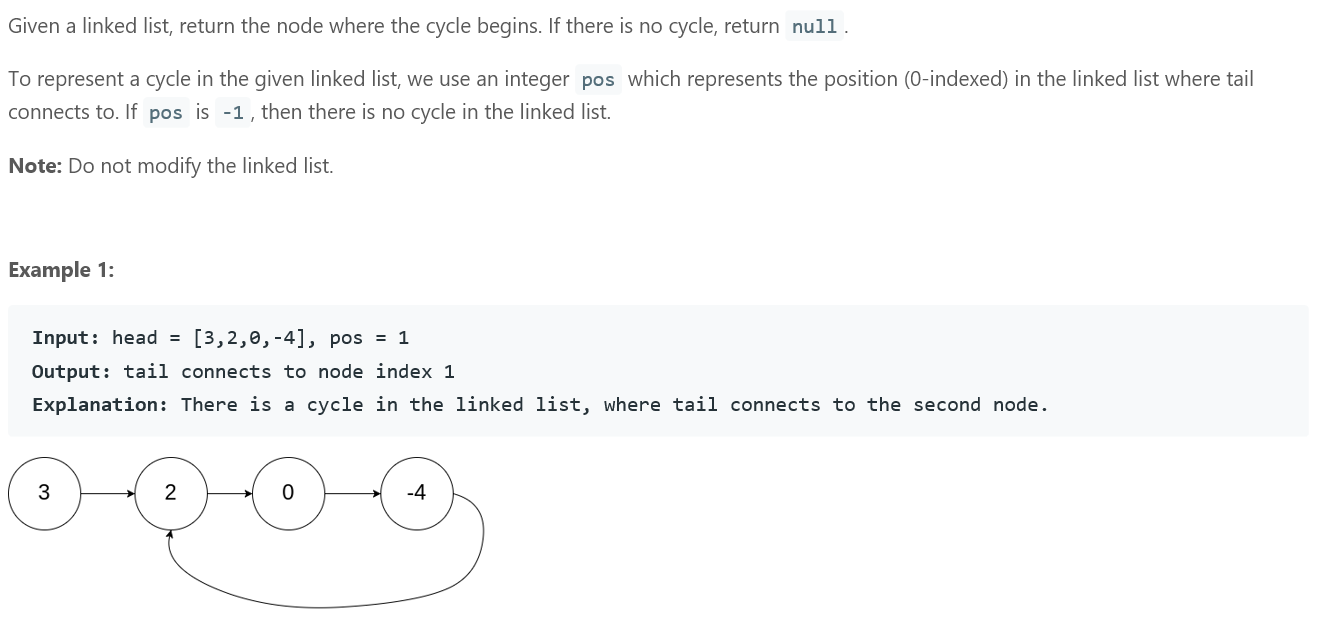 Given a linked list, return the node where the cycle begins. If there is no cycle, return null.
To represent a cycle in the given linked list, we use an integer pos which represents the position (0-indexed) in the linked list where tail
connects to. If pos is -1, then there is no cycle in the linked list.
Note: Do not modify the linked list.
Example 1:
Input: head = [3,2,0,-4], pos = 1
Output: tail connects to node index 1
Explanation: There is a cycle in the linked list, where tail connects to the second node.
3 2 0 -4